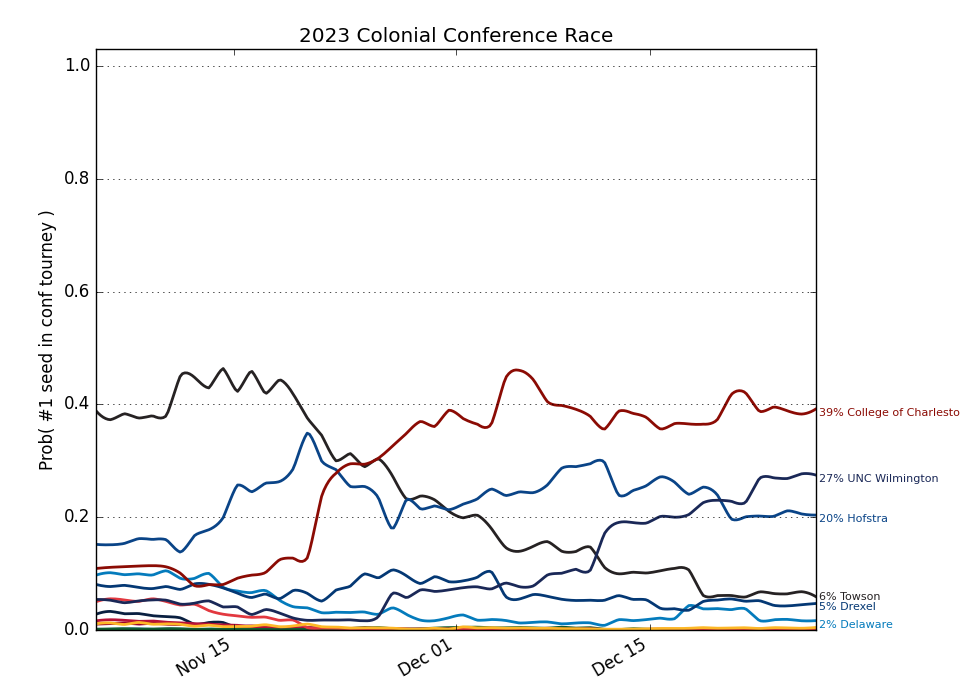 2023 Colonial Conference Race
Prob( #1 seed in conf tourney )
1.0
0.8
0.6
0.4
0.2
0.0
Nov 15
Dec 01
Dec 15
39% College of Charlesto
27% UNC Wilmington
20% Hofstra
6% Towson
5% Drexel
2% Delaware